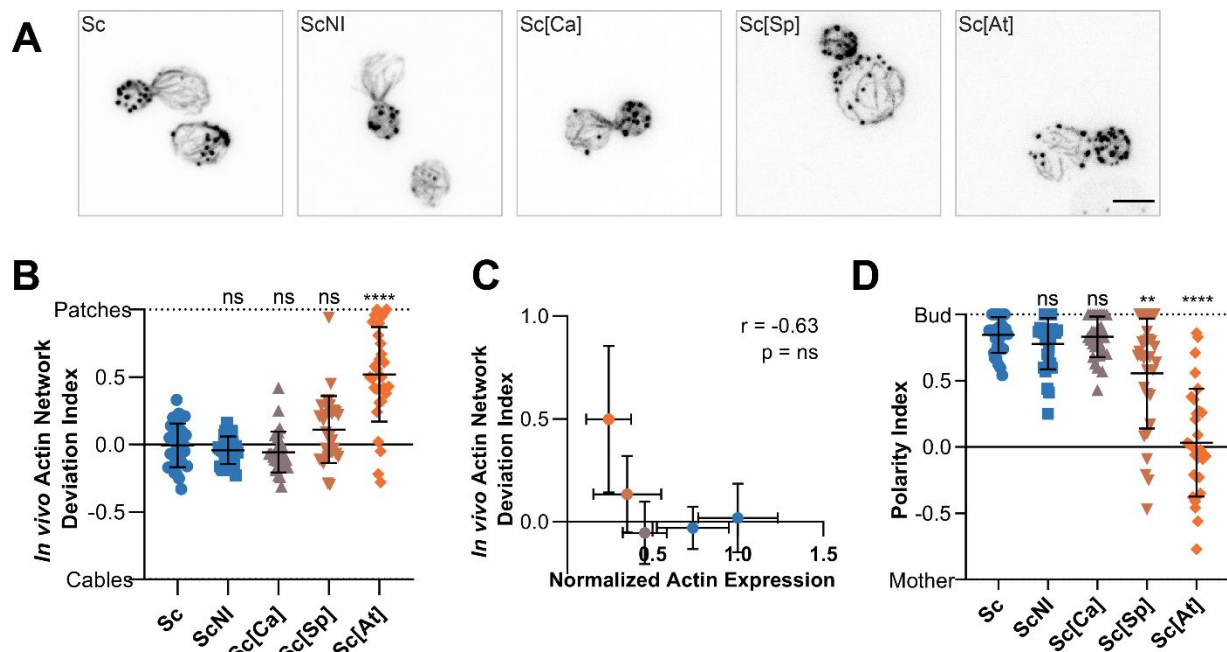 A
Sc
ScNI
Sc[Ca]
Sc[Sp]
Sc[At]
B
Patches
0.5
0.0
-0.5
Cables
In vivo Actin Network
Deviation Index
ns
ns
ns
****
Sc
ScNI
Sc[Ca]
Sc[Sp]
Sc[At]
C
1.0
0.5
0.0
In vivo Actin Network
Deviation Index
r = -0.63
p = ns
0.5
1.0
1.5
Normalized Actin Expression
D
Bud
0.5
0.0
-0.5
Mother
Polarity Index
ns
ns
**
****
Sc
ScNI
Sc[Ca]
Sc[Sp]
Sc[At]